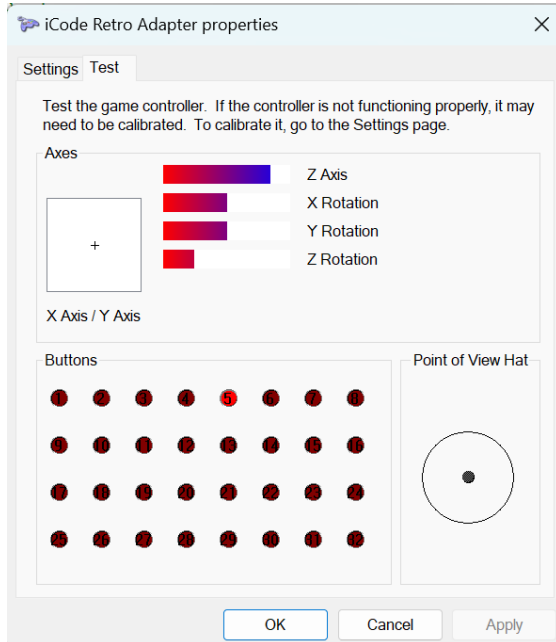 iCode Retro Adapter properties
Settings Test
Test the game controller. If the controller is not functioning properly, it may
need to be calibrated. To calibrate it, go to the Settings page.
Axes
Z Axis
X Rotation
Y Rotation
Z Rotation
X Axis / Y Axis
Buttons
1 2 3 4 5 6 7 8
9 10 11 12 13 14 15 16
17 18 19 20 21 22 23 24
25 26 27 28 29 30 31 32
Point of View Hat
OK Cancel Apply